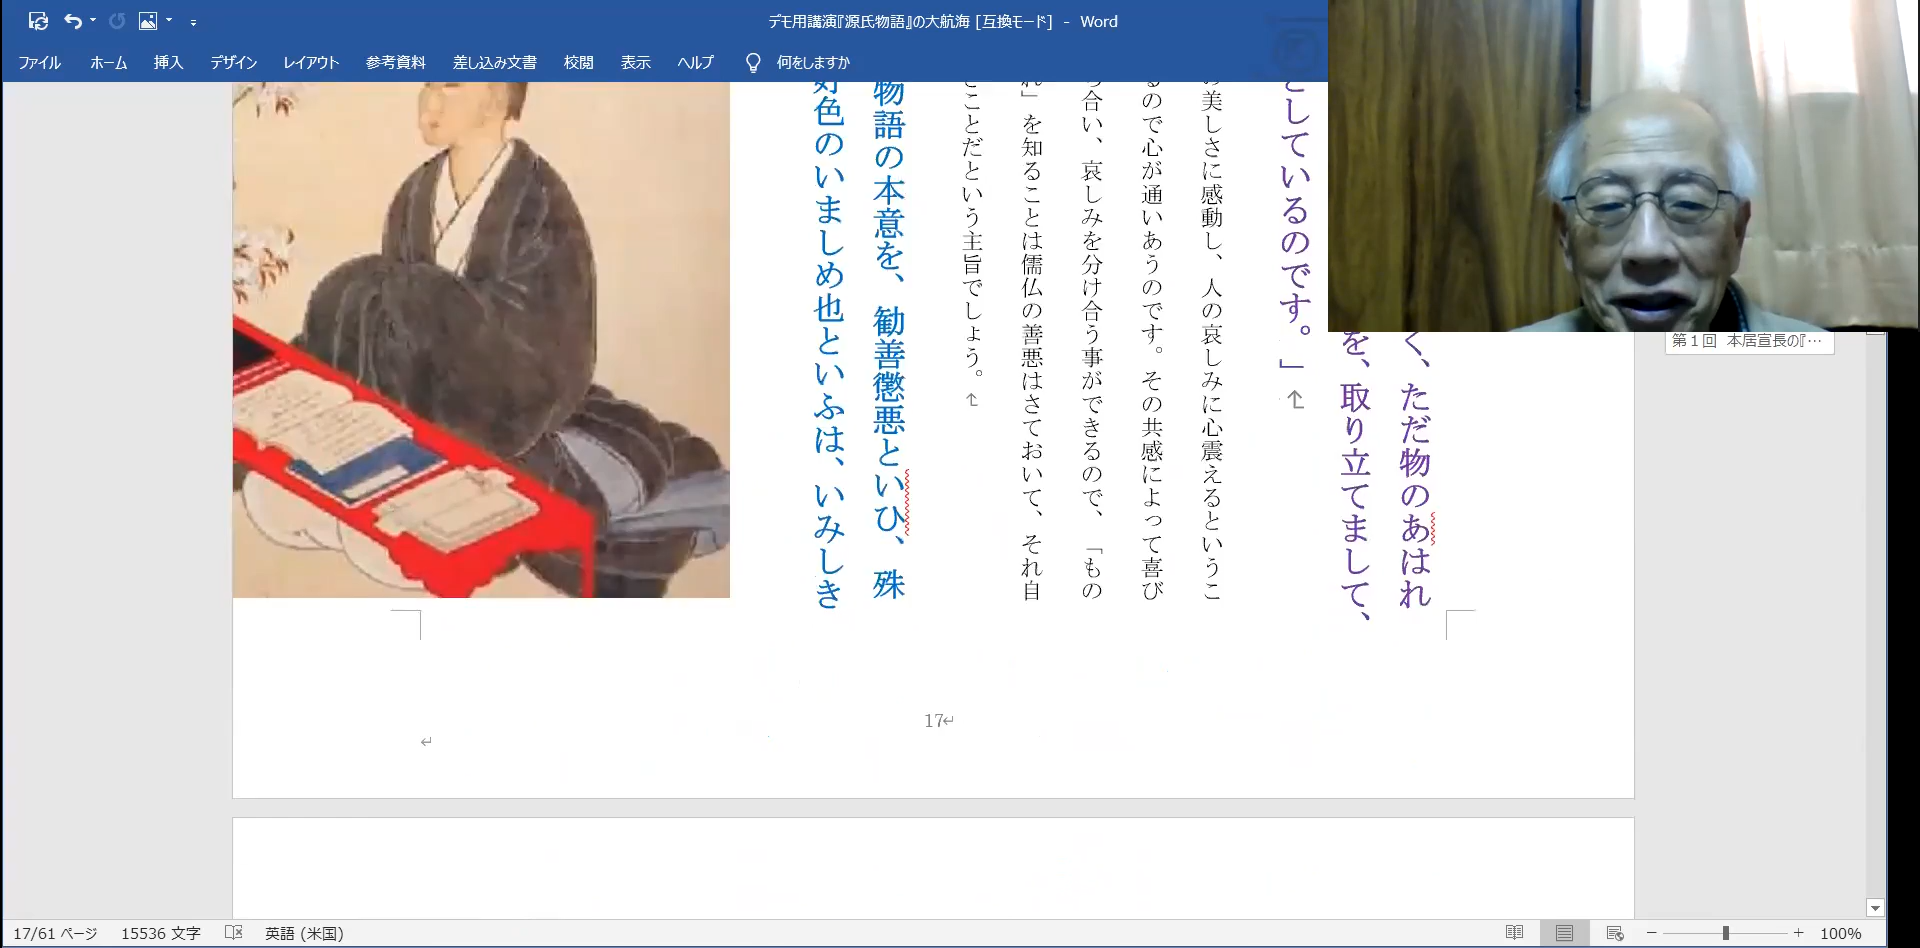 デモ用講演『源氏物語』の大航海 [互換モード] - Word
ファイル ホーム 挿入 デザイン レイアウト 参考資料 差し込み文書 校閲 表示 ヘルプ 何をしますか
第1回 本居宣長の『…
く、ただ物のあはれ
を、取り立てまして、
としているのです。」
美しさに感動し、人の哀しみに心震えるというこ
るので心が通いあうのです。その共感によって喜び
合い、哀しみを分け合う事ができるので、「もの
れ」を知ることは儒仏の善悪はさておいて、それ自
ことだという主旨でしょう。
物語の本意を、勧善懲悪といひ、殊
好色のいましめ也といふは、いみしき
17
17/61 ページ 15536 文字 英語 (米国) 100%